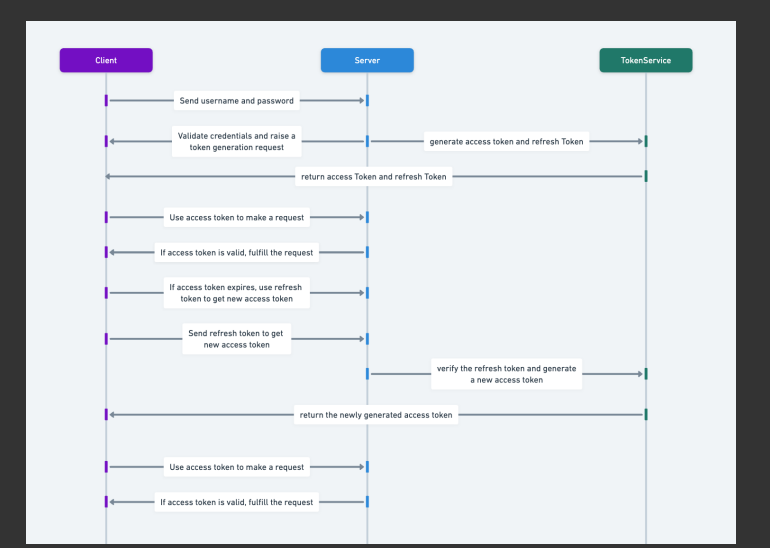 Client
Server
TokenService
Send username and password
Validate credentials and raise a
token generation request
generate access token and refresh Token
return access Token and refresh Token
Use access token to make a request
If access token is valid, fulfill the request
If access token expires, use refresh
token to get new access token
Send refresh token to get
new access token
verify the refresh token and generate
a new access token
return the newly generated access token
Use access token to make a request
If access token is valid, fulfill the request